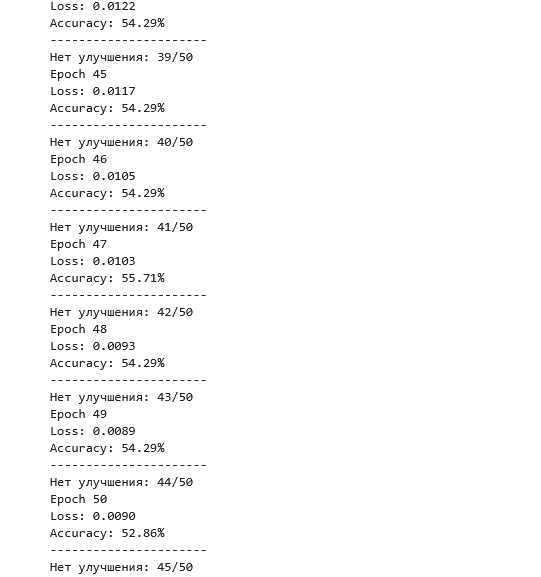 Loss: 0.0122
Accuracy: 54.29%
----------------------
Нет улучшения: 39/50
Epoch 45
Loss: 0.0117
Accuracy: 54.29%
----------------------
Нет улучшения: 40/50
Epoch 46
Loss: 0.0105
Accuracy: 54.29%
----------------------
Нет улучшения: 41/50
Epoch 47
Loss: 0.0103
Accuracy: 55.71%
----------------------
Нет улучшения: 42/50
Epoch 48
Loss: 0.0093
Accuracy: 54.29%
----------------------
Нет улучшения: 43/50
Epoch 49
Loss: 0.0089
Accuracy: 54.29%
----------------------
Нет улучшения: 44/50
Epoch 50
Loss: 0.0090
Accuracy: 52.86%
----------------------
Нет улучшения: 45/50